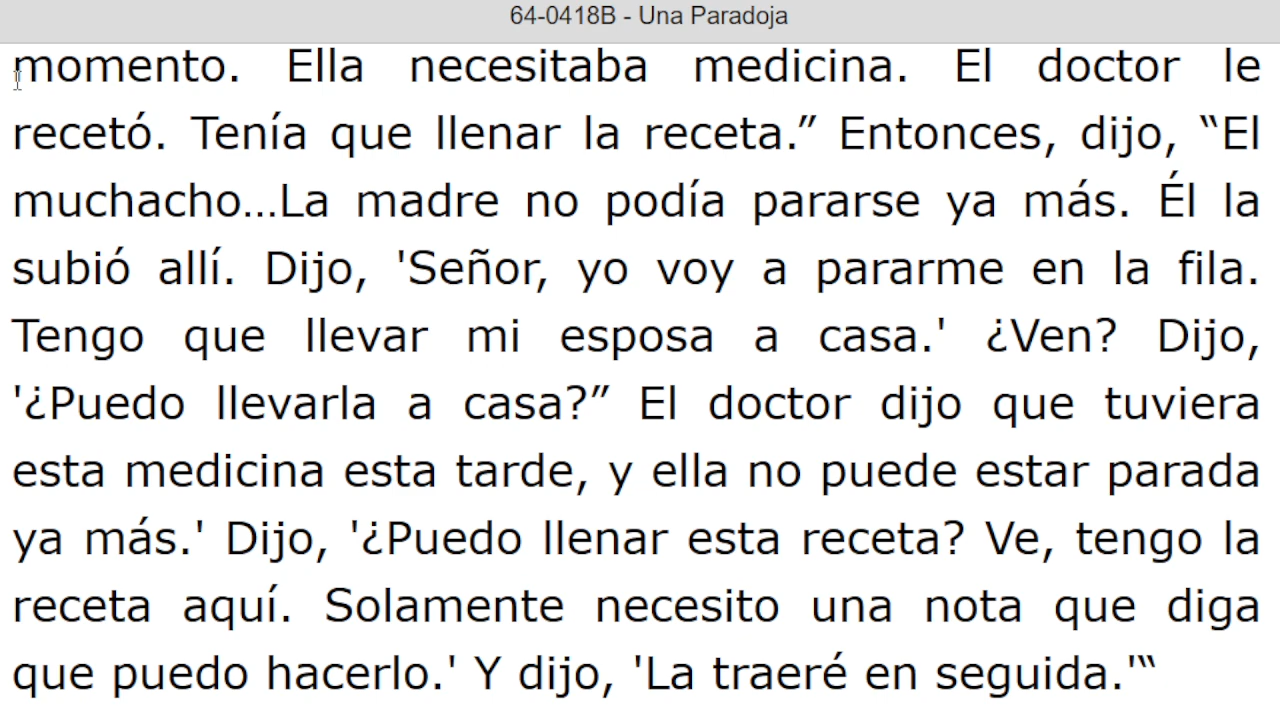 64-0418B - Una Paradoja
momento. Ella necesitaba medicina. El doctor le
recetó. Tenía que llenar la receta.” Entonces, dijo, “El
muchacho...La madre no podía pararse ya más. Él la
subió allí. Dijo, 'Señor, yo voy a pararme en la fila.
Tengo que llevar mi esposa a casa.' ¿Ven? Dijo,
'¿Puedo llevarla a casa?” El doctor dijo que tuviera
esta medicina esta tarde, y ella no puede estar parada
ya más.' Dijo, '¿Puedo llenar esta receta? Ve, tengo la
receta aquí. Solamente necesito una nota que diga
que puedo hacerlo.' Y dijo, 'La traeré en seguida.'“